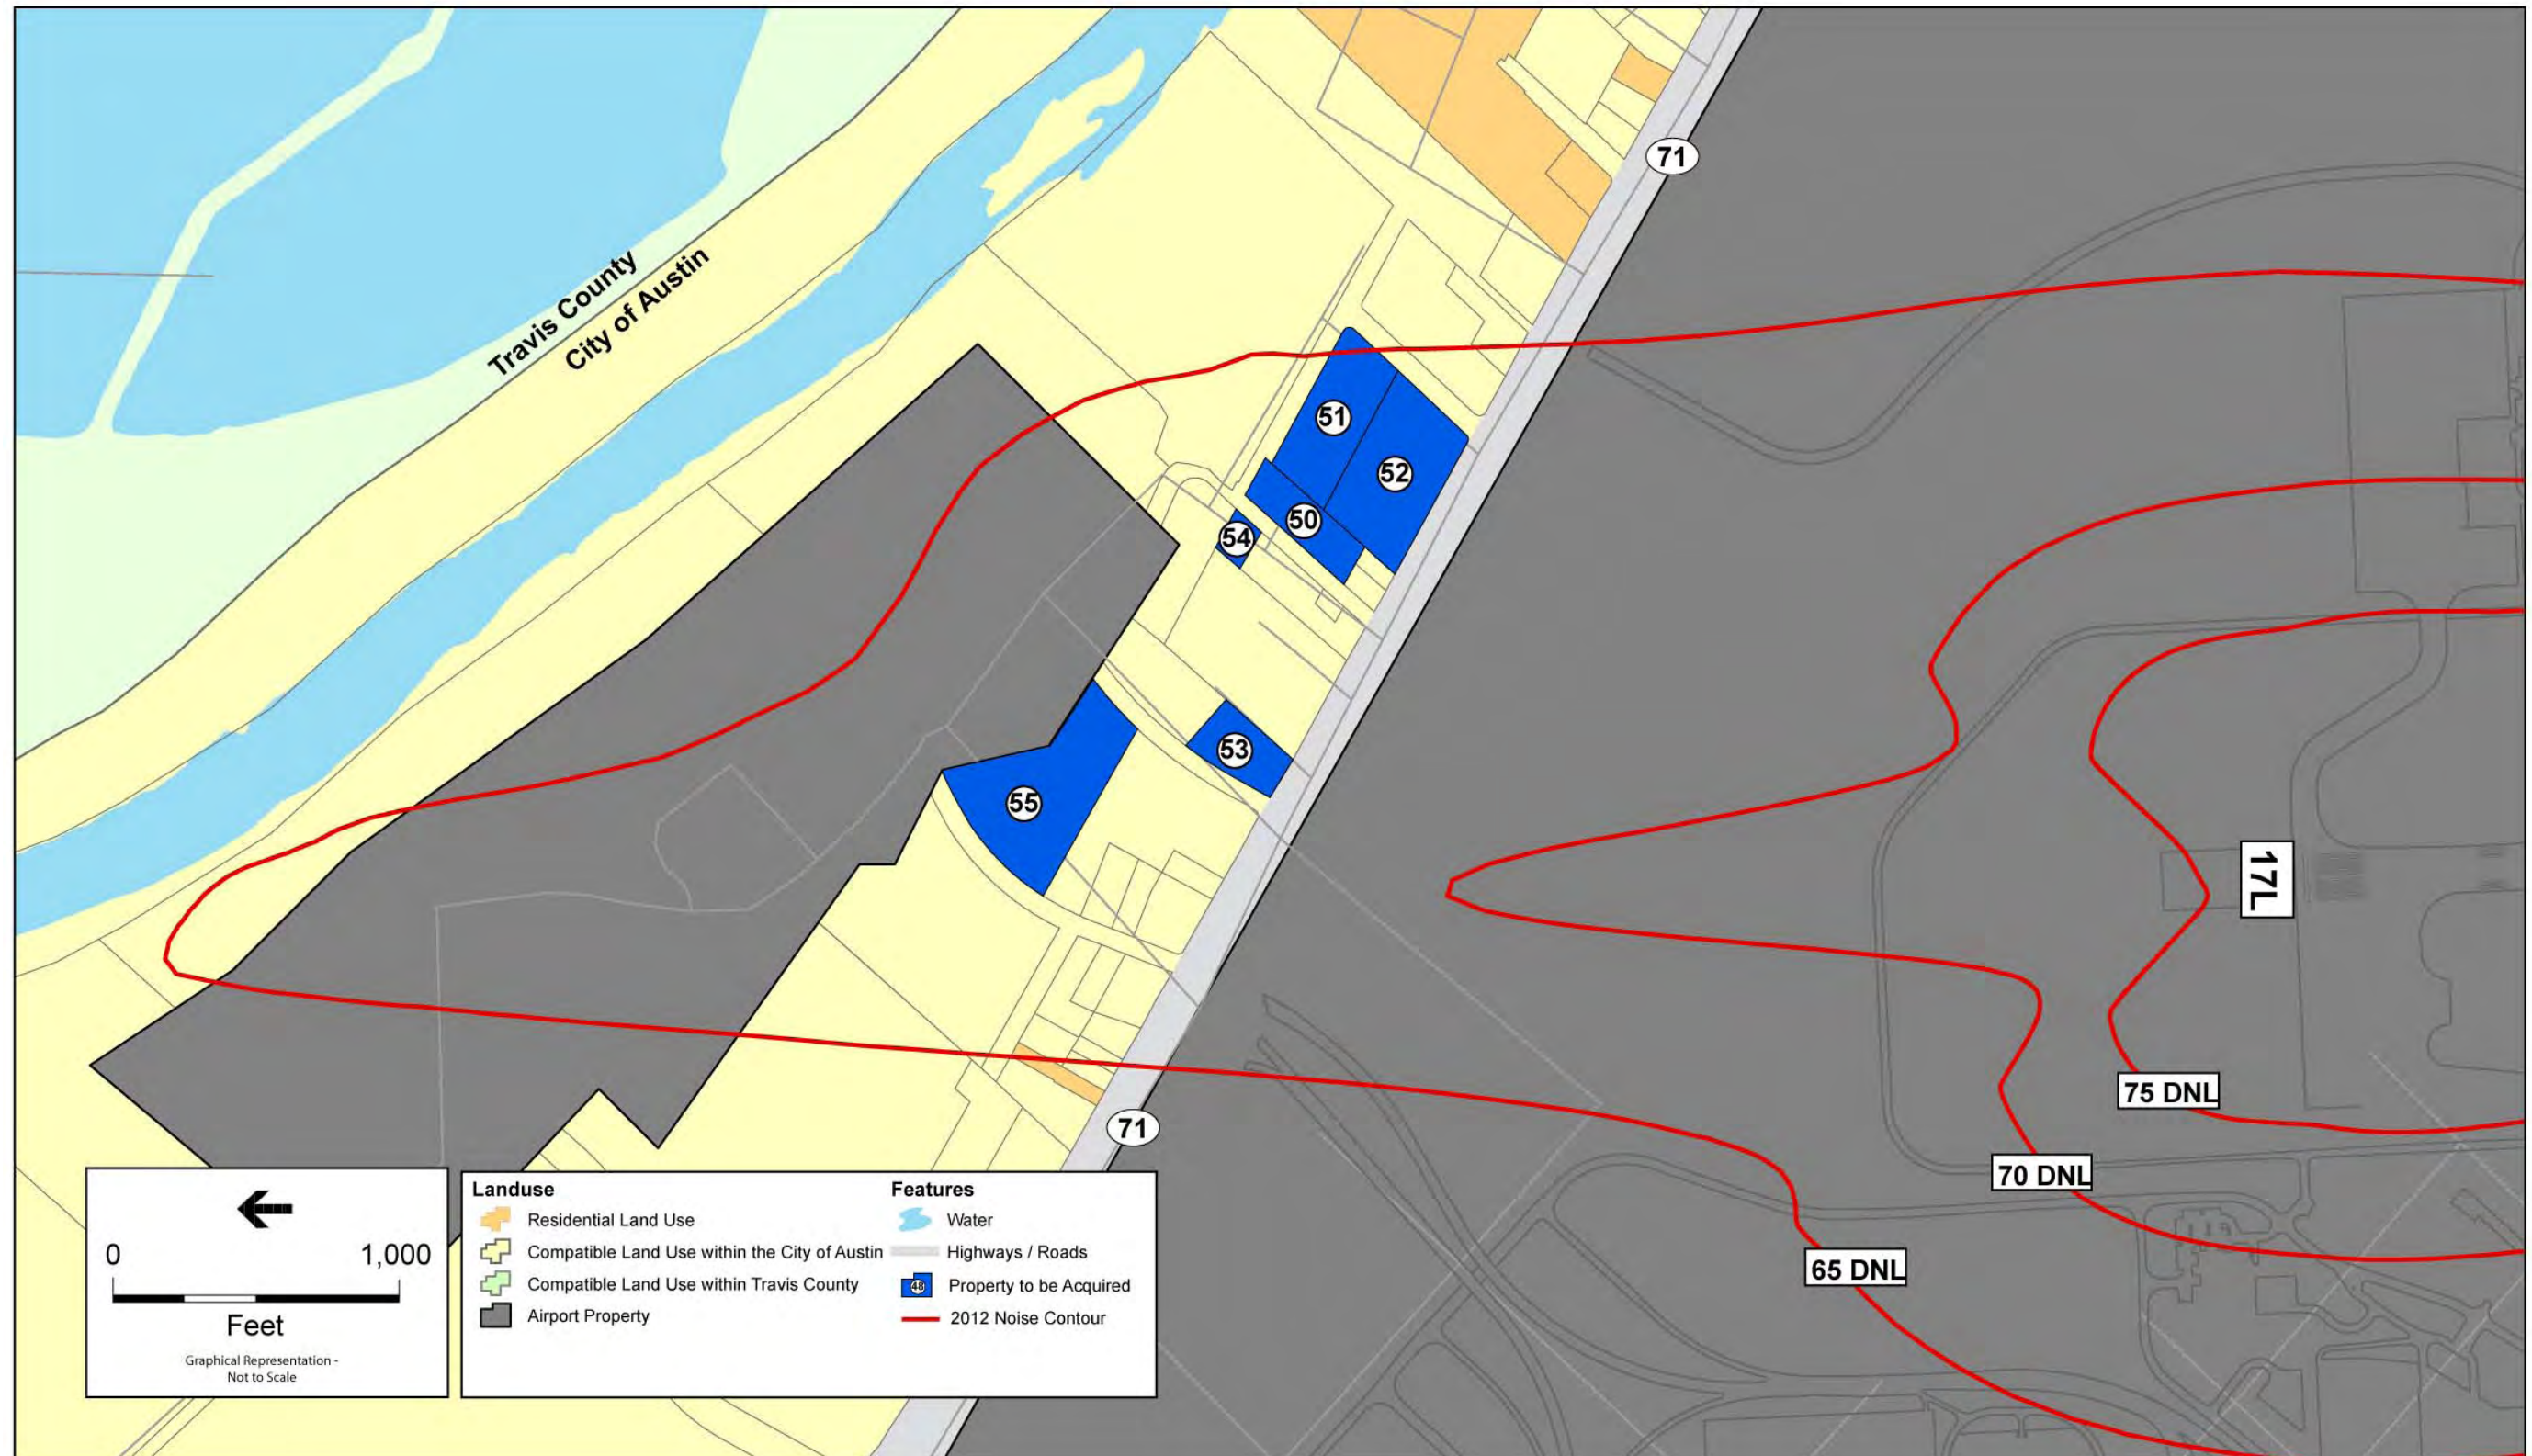 71
Travis County
City of Austin
51
52
50
54
53
55
17L
75 DNL
71
70 DNL
65 DNL
0 1,000
Feet
Graphical Representation -
Not to Scale
Landuse
Residential Land Use
Compatible Land Use within the City of Austin
Compatible Land Use within Travis County
Airport Property
Features
Water
Highways / Roads
48 Property to be Acquired
2012 Noise Contour